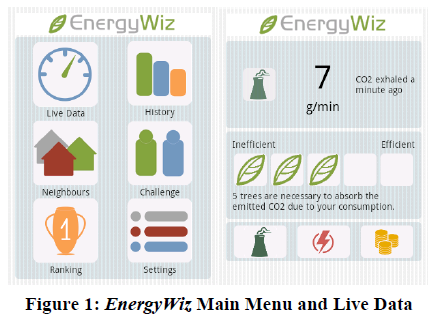 EnergyWiz
Live Data
History
Neighbours
Challenge
1
Ranking
Settings
EnergyWiz
7
g/min
CO2 exhaled a
minute ago
Inefficient
Efficient
5 trees are necessary to absorb the
emitted CO2 due to your consumption.
Figure 1: EnergyWiz Main Menu and Live Data